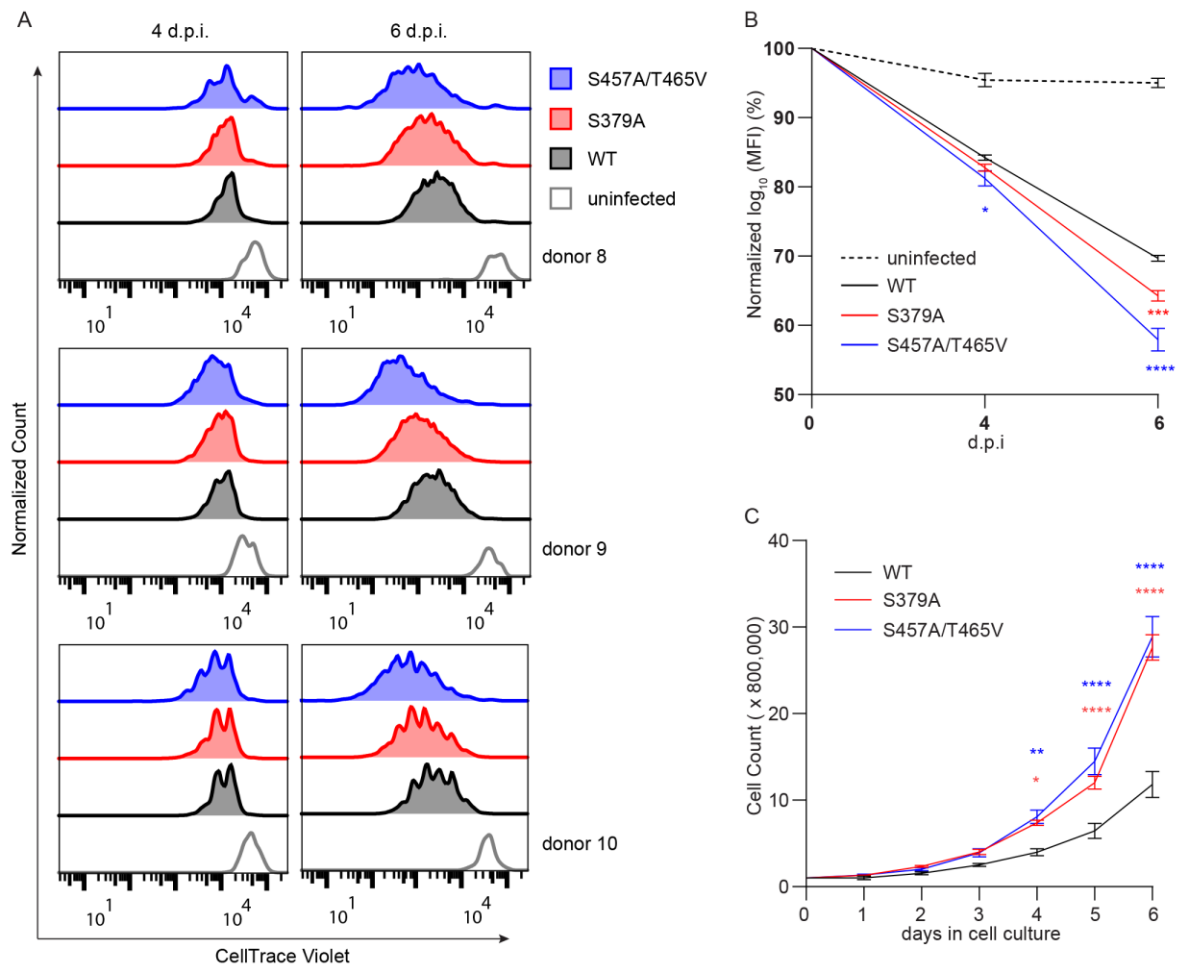 A
4 d.p.i.
6 d.p.i.
S457A/T465V
S379A
WT
uninfected
donor 8
10^1
10^4
10^1
10^4
donor 9
10^1
10^4
10^1
10^4
donor 10
10^1
10^4
10^1
10^4
Normalized Count
CellTrace Violet
B
100
90
80
70
60
50
Normalized log10 (MFI) (%)
*
***
****
uninfected
WT
S379A
S457A/T465V
0
4
6
d.p.i
C
40
30
20
10
0
Cell Count ( x 800,000)
WT
S379A
S457A/T465V
**
*
****
****
****
****
0 1 2 3 4 5 6
days in cell culture